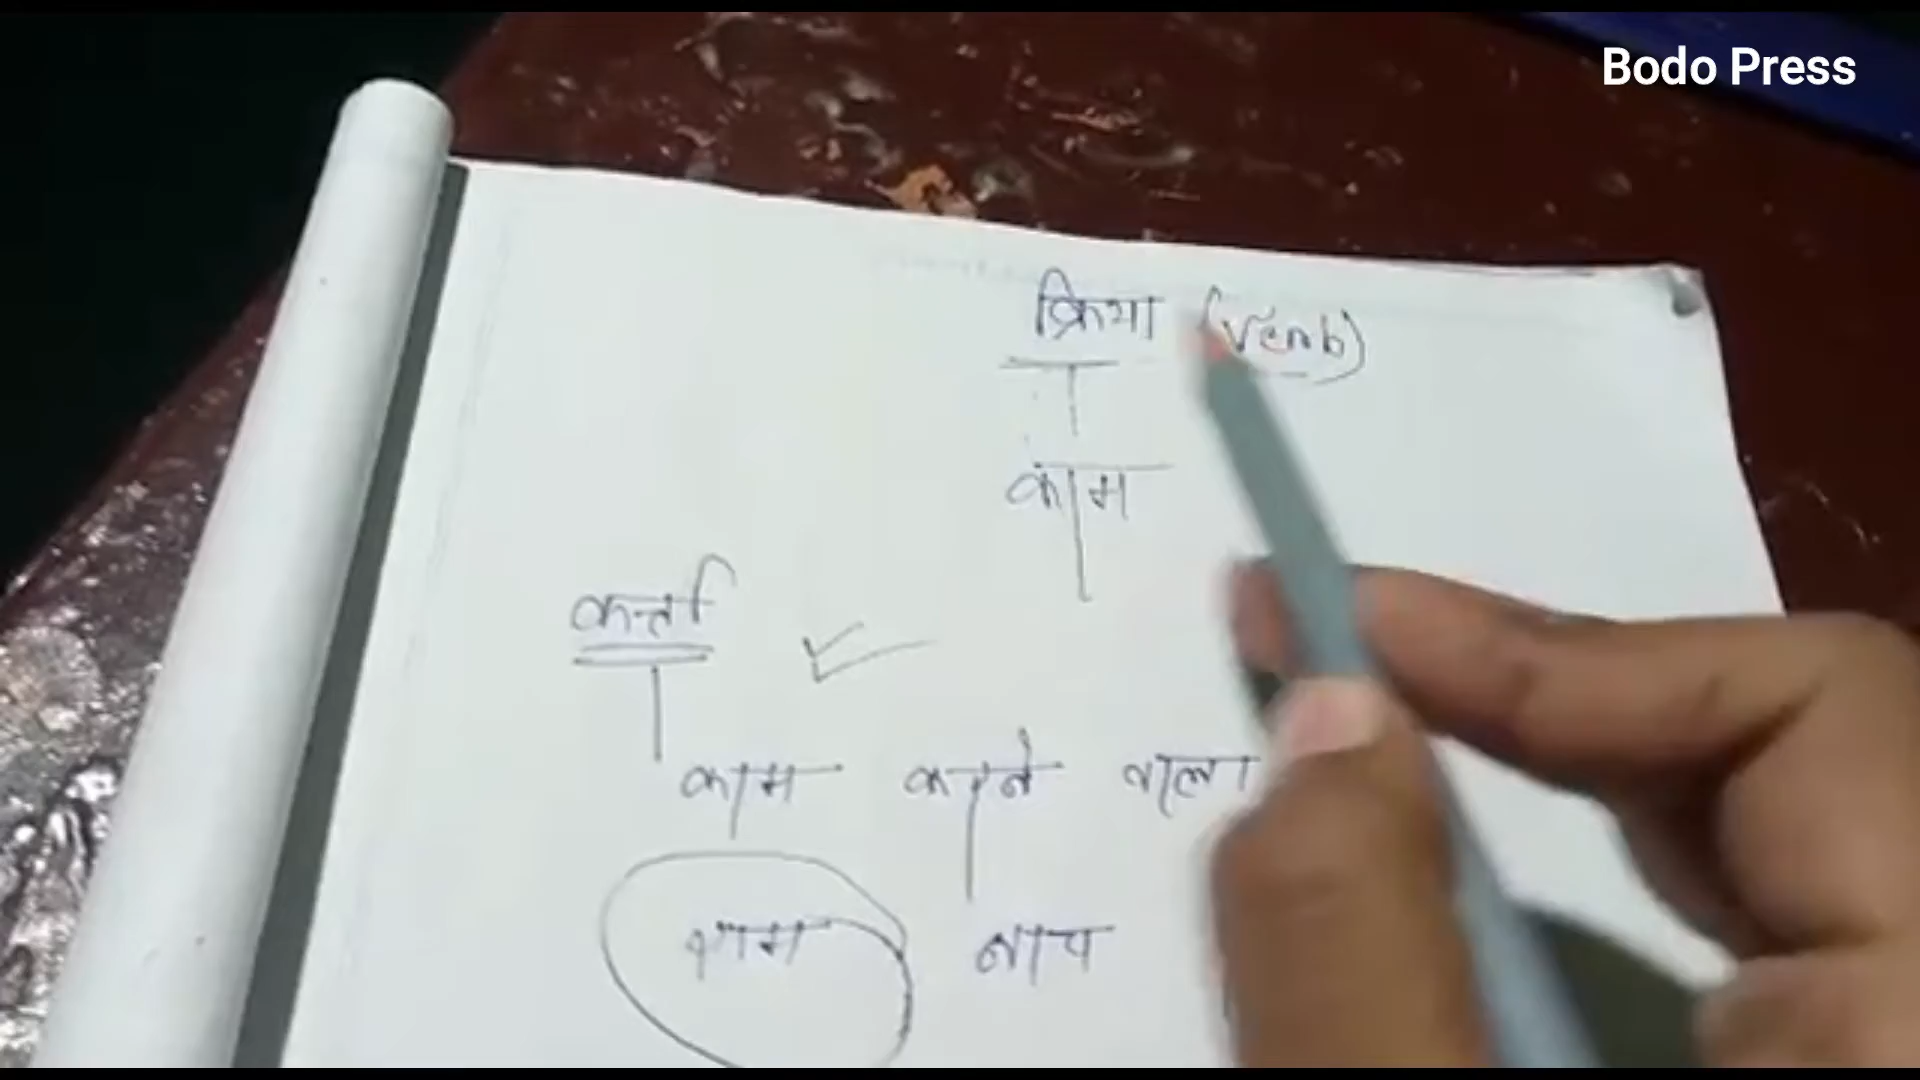 Bodo Press
क्रिया (Verb)
काम
कर्त्ता
काम करने वाला
नाच